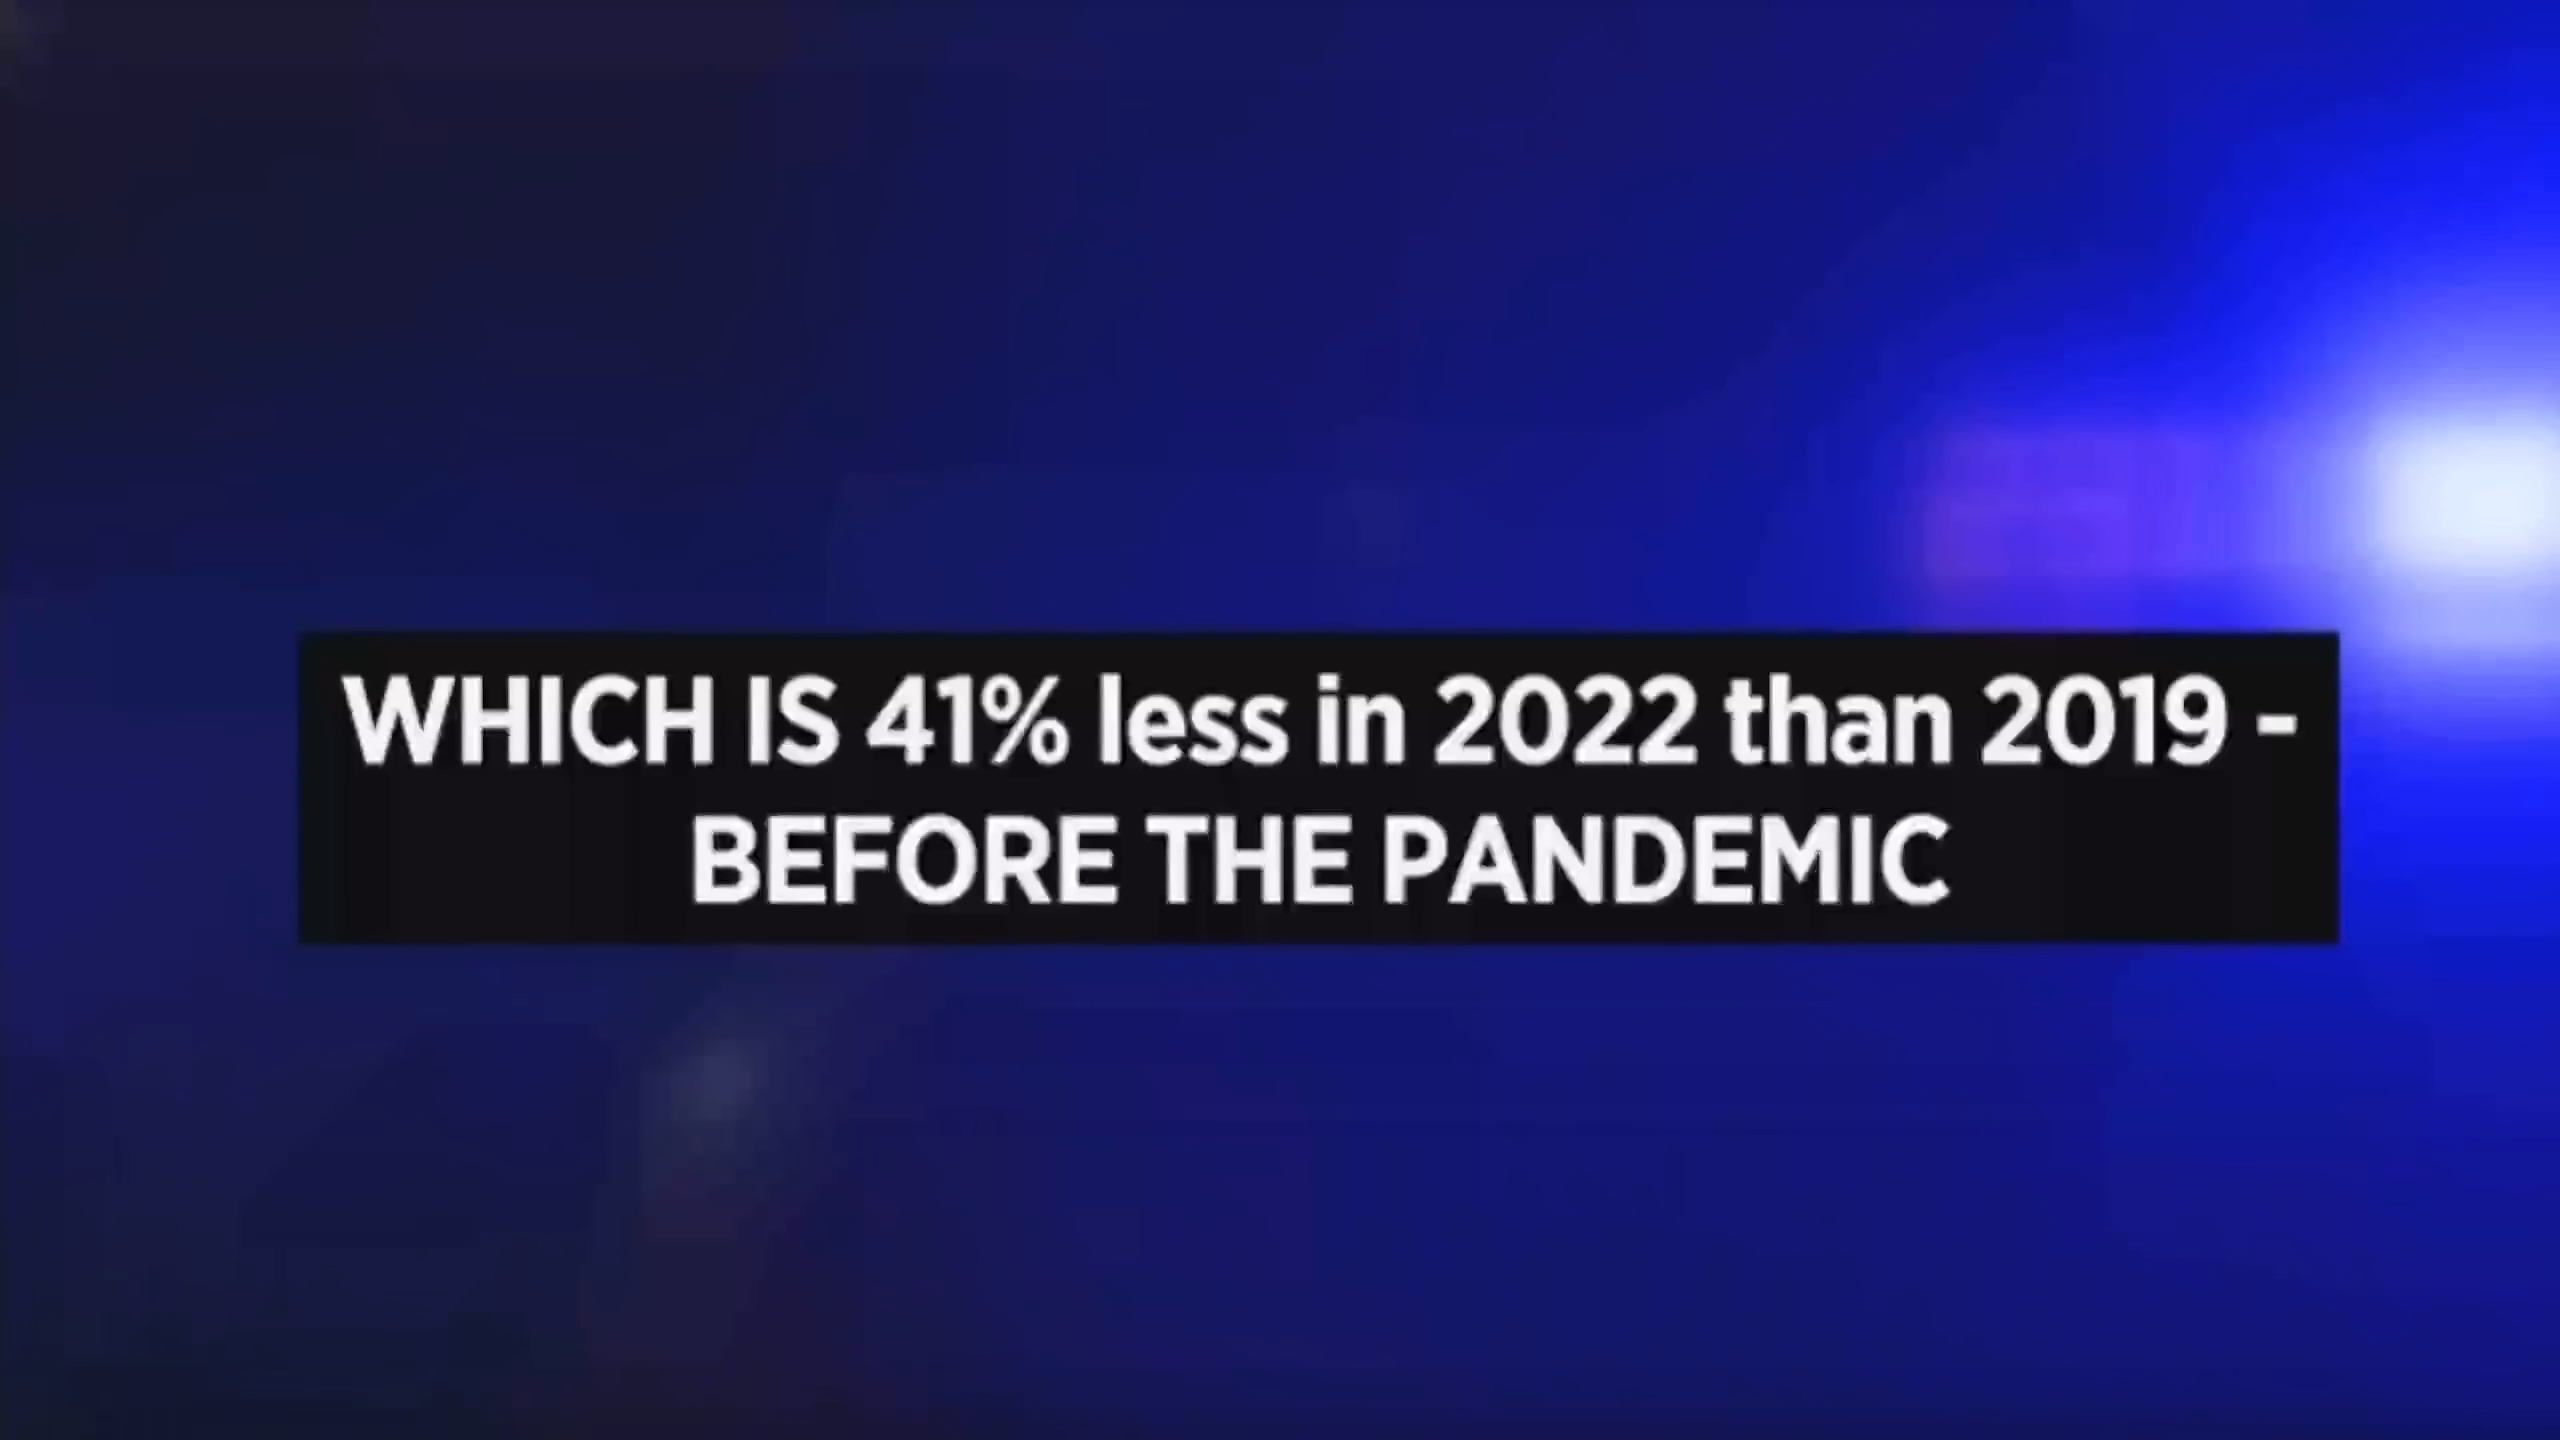 WHICH IS 41% less in 2022 than 2019 -
BEFORE THE PANDEMIC